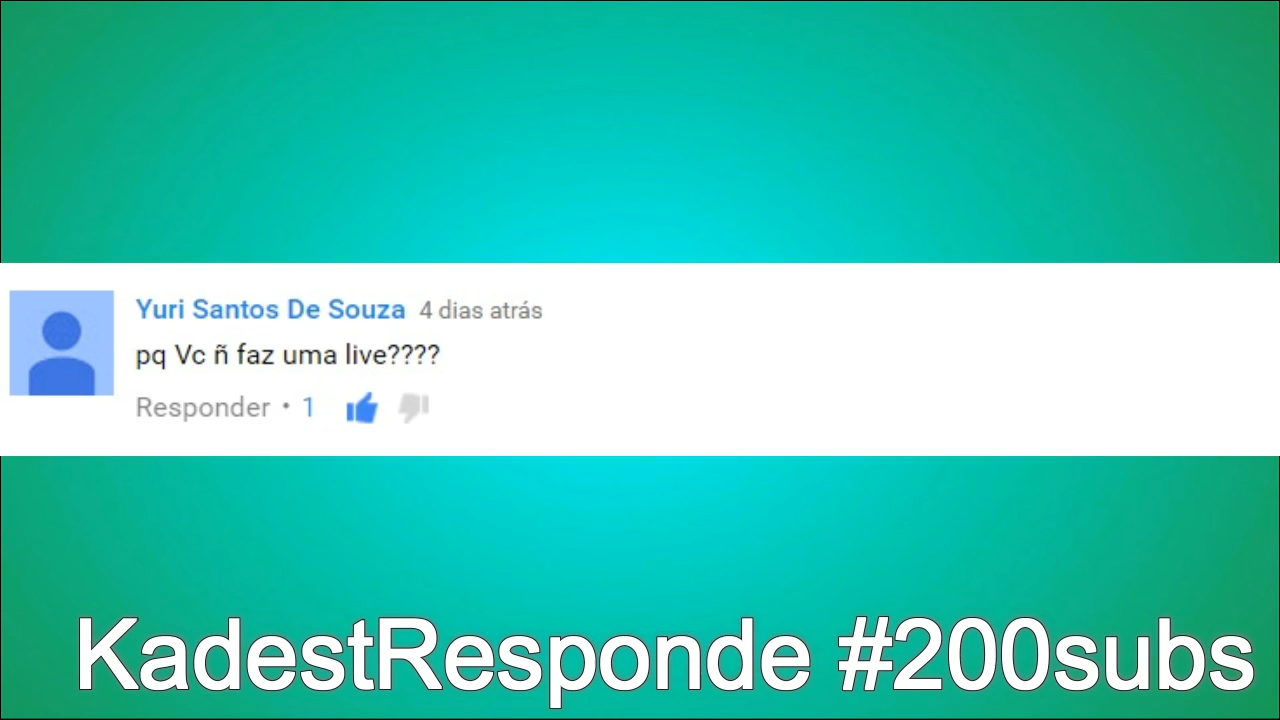 Yuri Santos De Souza 4 dias atrás
pq Vc ñ faz uma live????
Responder • 1
KadestResponde #200subs